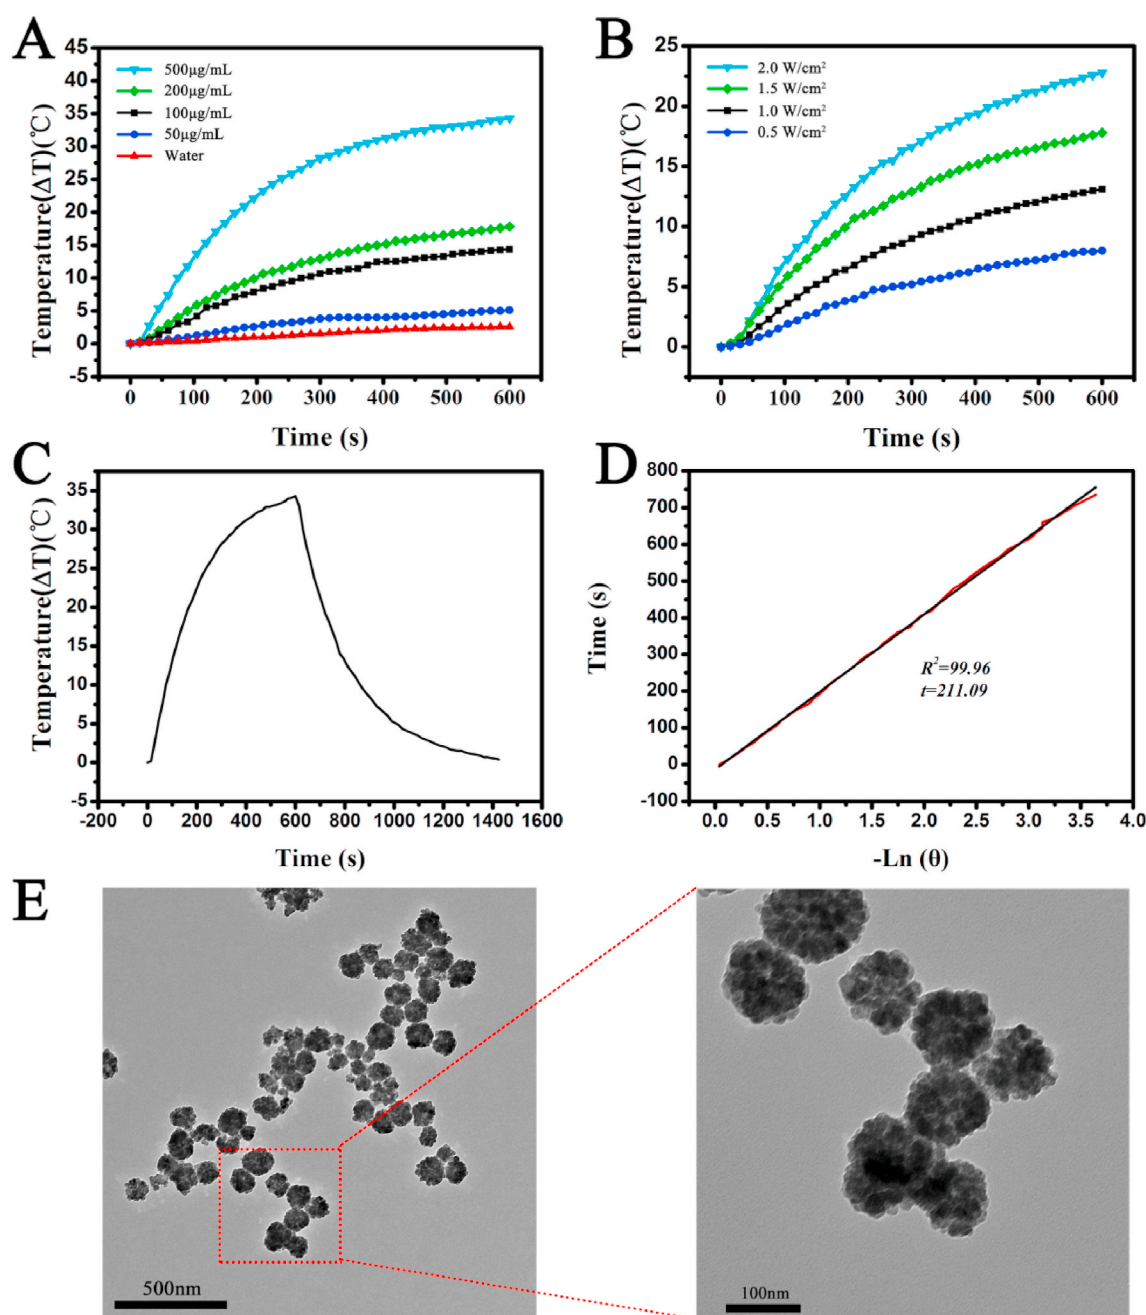 A
45
40
35
30
25
20
15
10
5
0
-5
Temperature(ΔT)(℃)
500μg/mL
200μg/mL
100μg/mL
50μg/mL
Water
0 100 200 300 400 500 600
Time (s)
B
25
20
15
10
5
0
Temperature(ΔT)(℃)
2.0 W/cm²
1.5 W/cm²
1.0 W/cm²
0.5 W/cm²
0 100 200 300 400 500 600
Time (s)
C
35
30
25
20
15
10
5
0
-5
Temperature(ΔT)(℃)
-200 0 200 400 600 800 1000 1200 1400 1600
Time (s)
D
800
700
600
500
400
300
200
100
0
-100
Time (s)
R²=99.96
t=211.09
0.0 0.5 1.0 1.5 2.0 2.5 3.0 3.5 4.0
-Ln (θ)
E
500nm
100nm